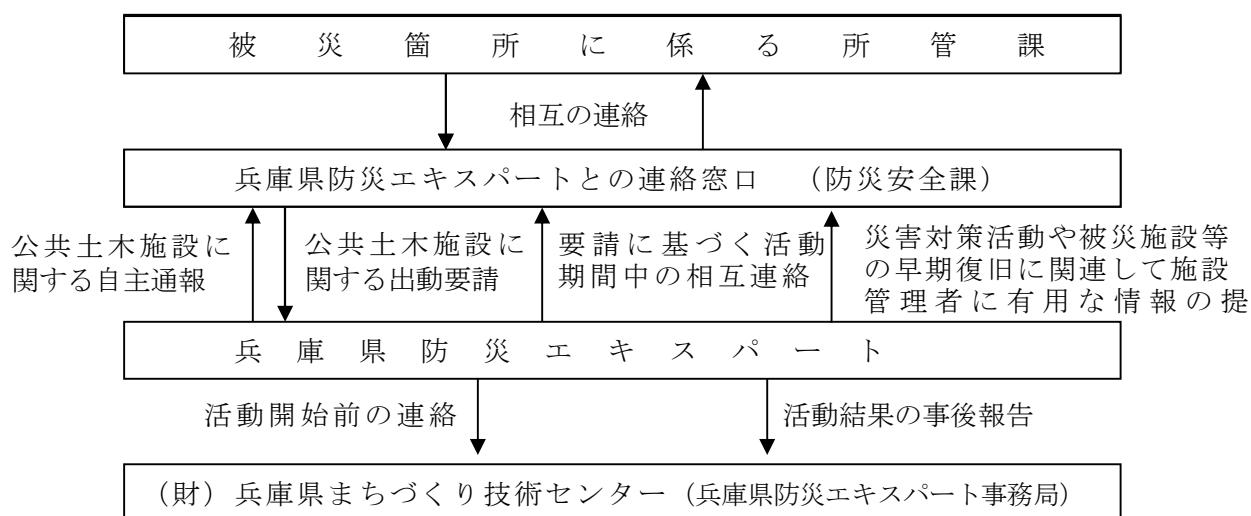 被災箇所に係る所管課
相互の連絡
兵庫県防災エキスパートとの連絡窓口　（防災安全課）
公共土木施設に
関する自主通報
公共土木施設に
関する出動要請
要請に基づく活動
期間中の相互連絡
災害対策活動や被災施設等
の早期復旧に関連して施設
管理者に有用な情報の提
兵庫県防災エキスパート
活動開始前の連絡
活動結果の事後報告
（財）兵庫県まちづくり技術センター（兵庫県防災エキスパート事務局）